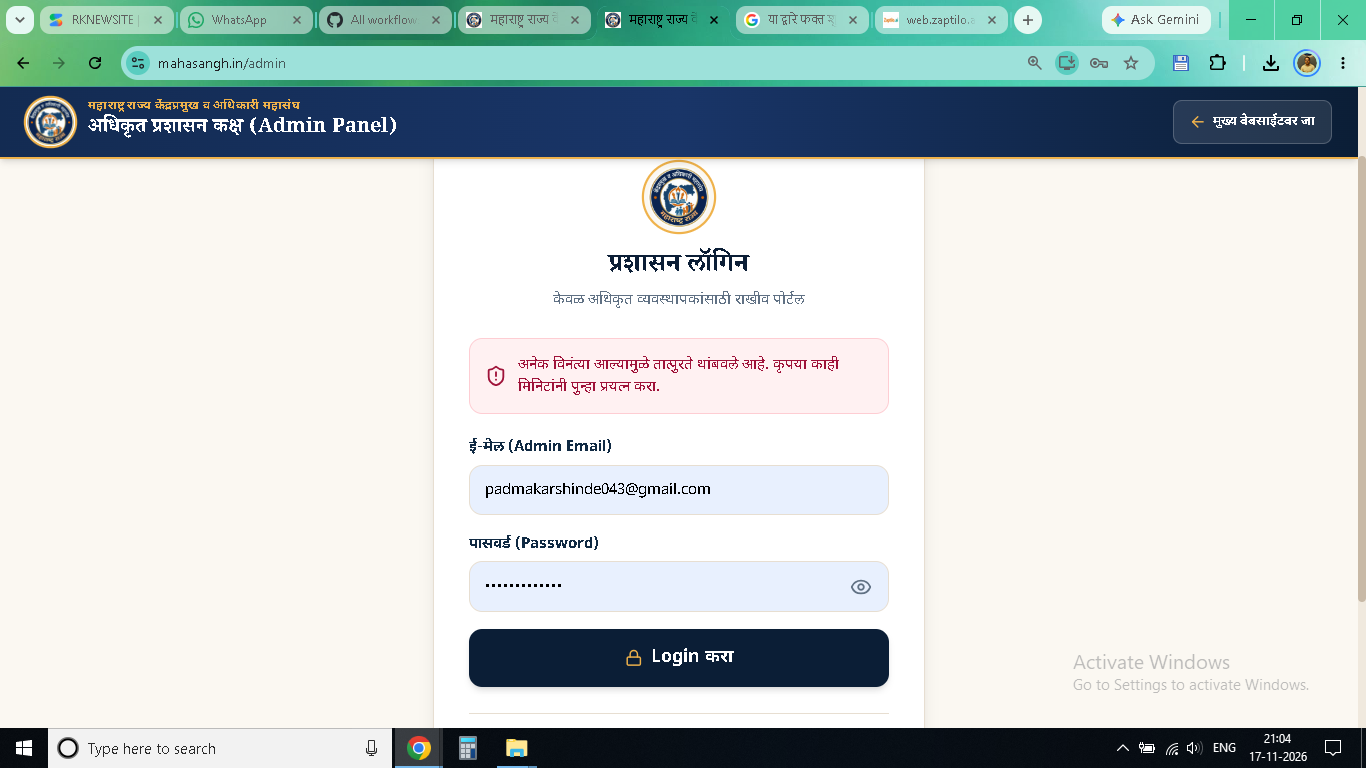 RKNEWSITE
WhatsApp
All workflow
महाराष्ट्र राज्य
महाराष्ट्र राज्य
या द्वारे फक्त
web.zaptilo.a
Ask Gemini
mahasangh.in/admin
महाराष्ट्र राज्य केंद्रप्रमुख व अधिकारी महासंघ
अधिकृत प्रशासन कक्ष (Admin Panel)
मुख्य वेबसाईटवर जा
प्रशासन लॉगिन
केवळ अधिकृत व्यवस्थापकांसाठी राखीव पोर्टल
अनेक विनंत्या आल्यामुळे तात्पुरते थांबवले आहे. कृपया काही
मिनिटांनी पुन्हा प्रयत्न करा.
ई-मेल (Admin Email)
padmakarshinde043@gmail.com
पासवर्ड (Password)
Login करा
Activate Windows
Go to Settings to activate Windows.
Type here to search
ENG
21:04
17-11-2026